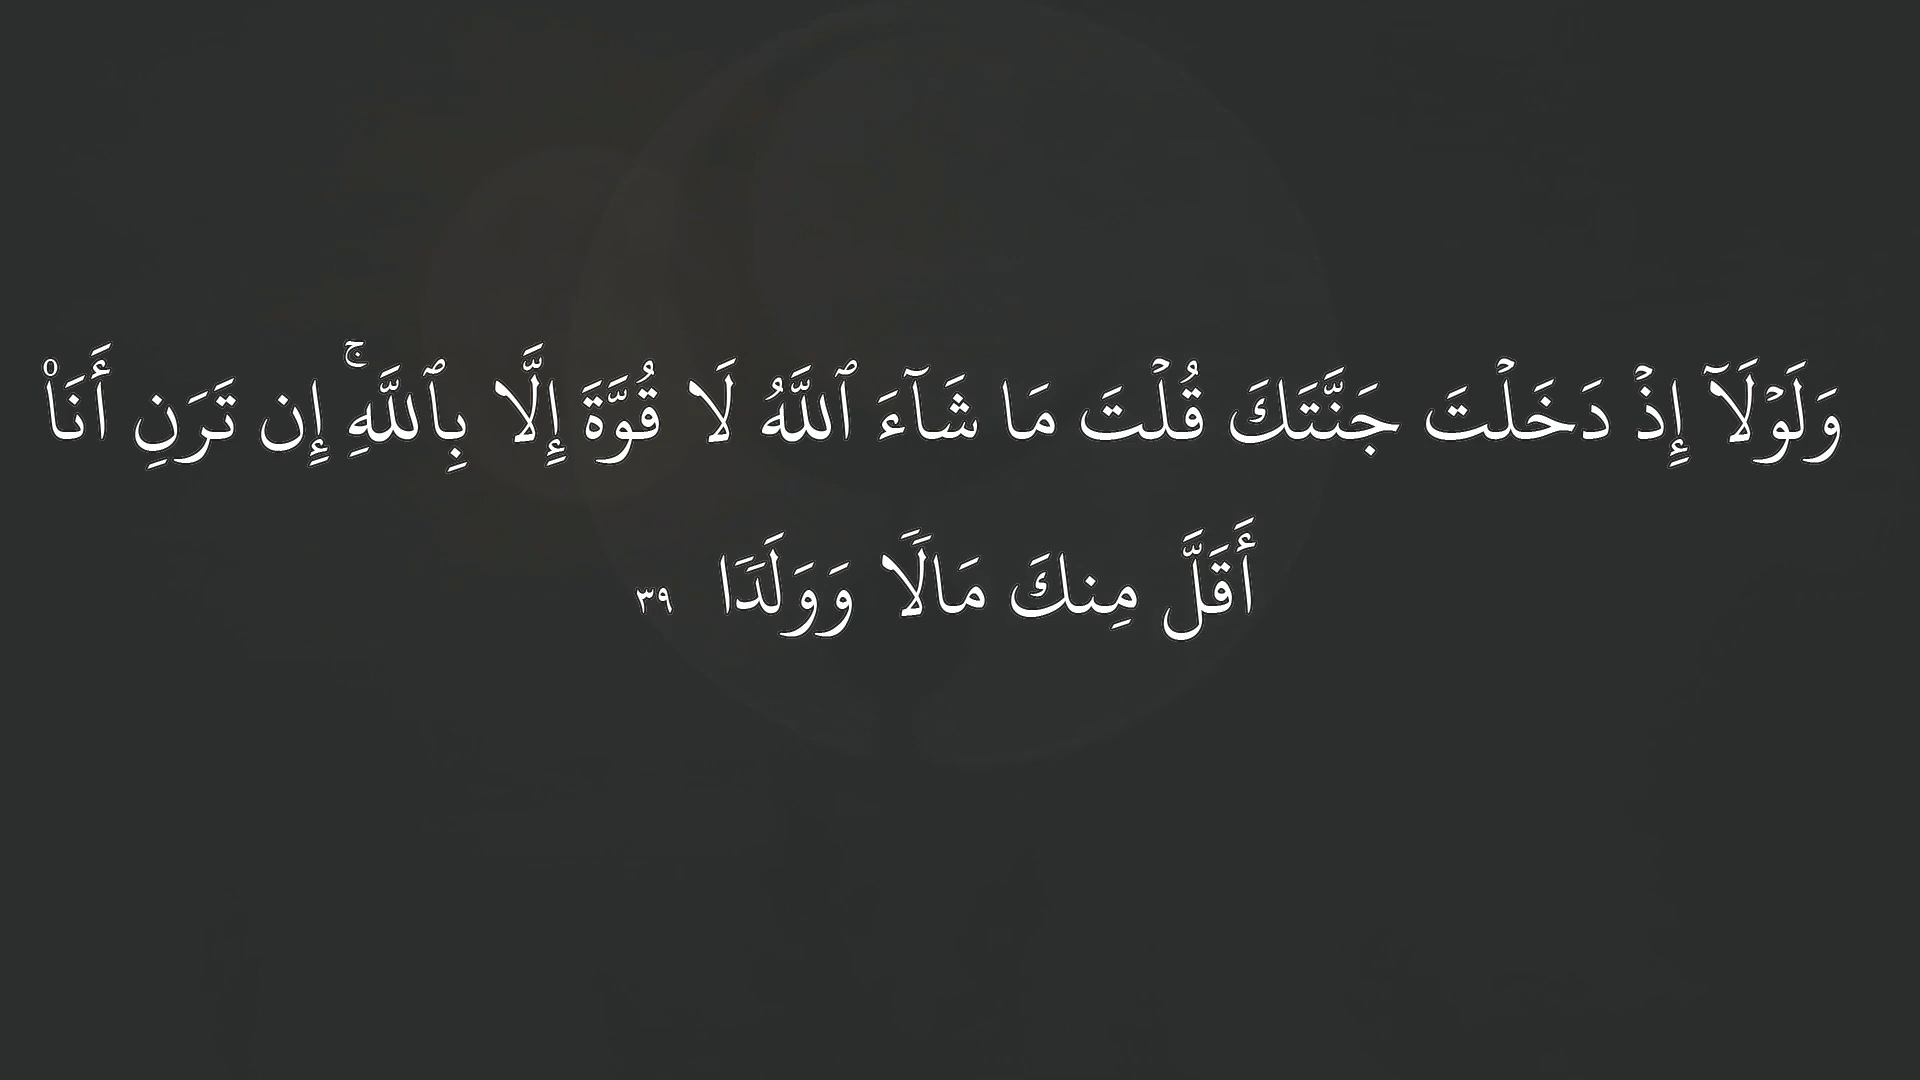 وَلَوۡلَآ إِذۡ دَخَلۡتَ جَنَّتَكَ قُلۡتَ مَا شَآءَ ٱللَّهُ لَا قُوَّةَ إِلَّا بِٱللَّهِۚ إِن تَرَنِ أَنَا۠
أَقَلَّ مِنكَ مَالٗا وَوَلَدٗا ٣٩